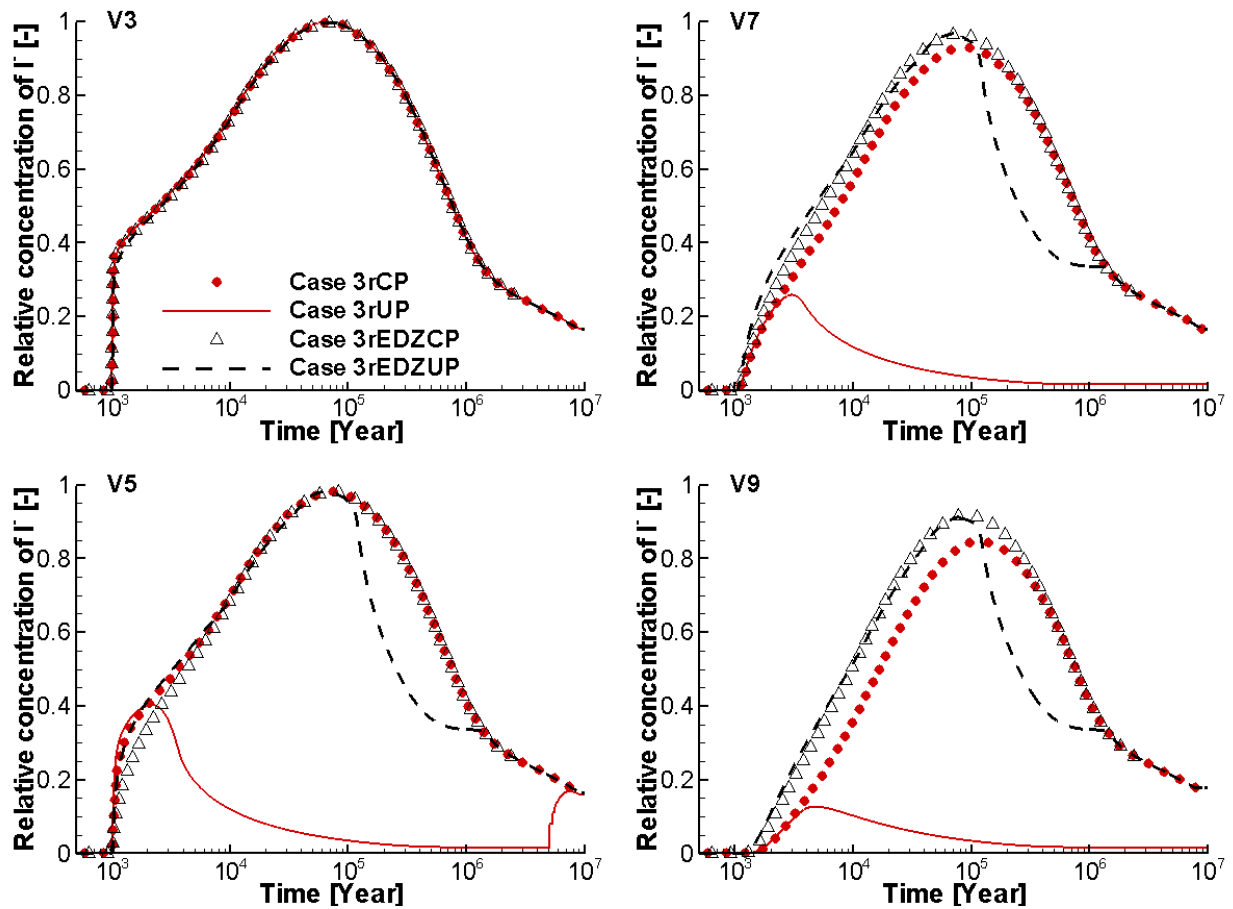 V3
Relative concentration of I⁻ [-]
1
0.8
0.6
0.4
0.2
0
Case 3rCP
Case 3rUP
Case 3rEDZCP
Case 3rEDZUP
10³ 10⁴ 10⁵ 10⁶ 10⁷
Time [Year]
V7
Relative concentration of I⁻ [-]
1
0.8
0.6
0.4
0.2
0
10³ 10⁴ 10⁵ 10⁶ 10⁷
Time [Year]
V5
Relative concentration of I⁻ [-]
1
0.8
0.6
0.4
0.2
0
10³ 10⁴ 10⁵ 10⁶ 10⁷
Time [Year]
V9
Relative concentration of I⁻ [-]
1
0.8
0.6
0.4
0.2
0
10³ 10⁴ 10⁵ 10⁶ 10⁷
Time [Year]